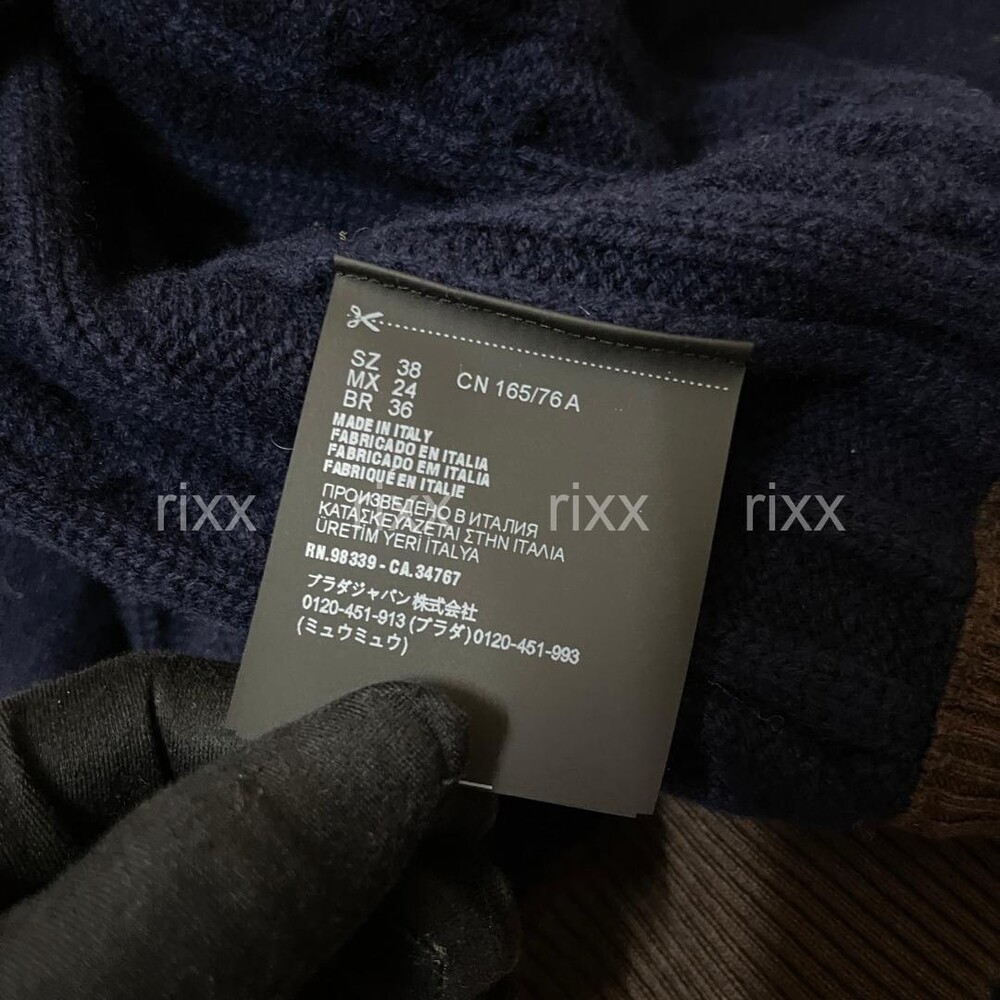 SZ 38 CN 165/76A
MX 24
BR 36
MADE IN ITALY
FABRICADO EN ITALIA
FABRICADO EM ITALIA
FABRIQUÉ EN ITALIE
rixx rixx rixx rixx
ПРОИЗВЕДЕНО В ИТАЛИЯ
ΚΑΤΑΣΚΕΥΑΖΕΤΑΙ ΣΤΗΝ ΙΤΑΛΙΑ
ÜRETİM YERİ İTALYA
RN.98339 - CA.34767
プラダジャパン株式会社
0120-451-913 (プラダ) 0120-451-993
(ミュウミュウ)